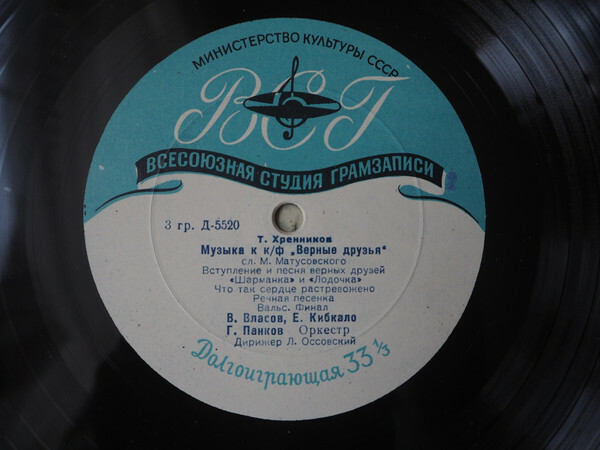 МИНИСТЕРСТВО КУЛЬТУРЫ СССР
ВСГ
ВСЕСОЮЗНАЯ СТУДИЯ ГРАМЗАПИСИ
3 гр. Д-5520
Т. Хренников
Музыка к к/ф „Верные друзья"
сл. М. Матусовского
Вступление и песня верных друзей
«Шарманка» и «Лодочка»
Что так сердце растревожено
Речная песенка
Вальс. Финал
В. Власов, Е. Кибкало
Г. Панков Оркестр
Дирижер Л. Оссовский
Долгоиграющая 33 1/3